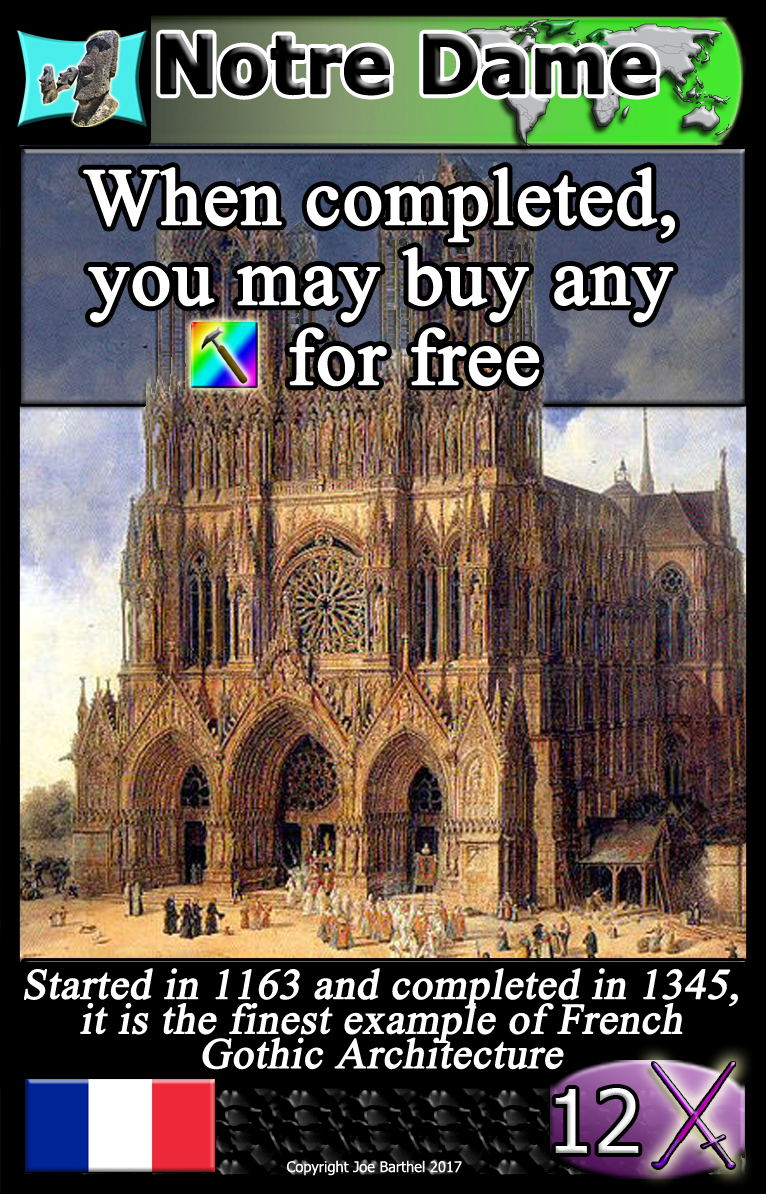 Notre Dame
When completed,
you may buy any
for free
Started in 1163 and completed in 1345,
it is the finest example of French
Gothic Architecture
12
Copyright Joe Barthel 2017